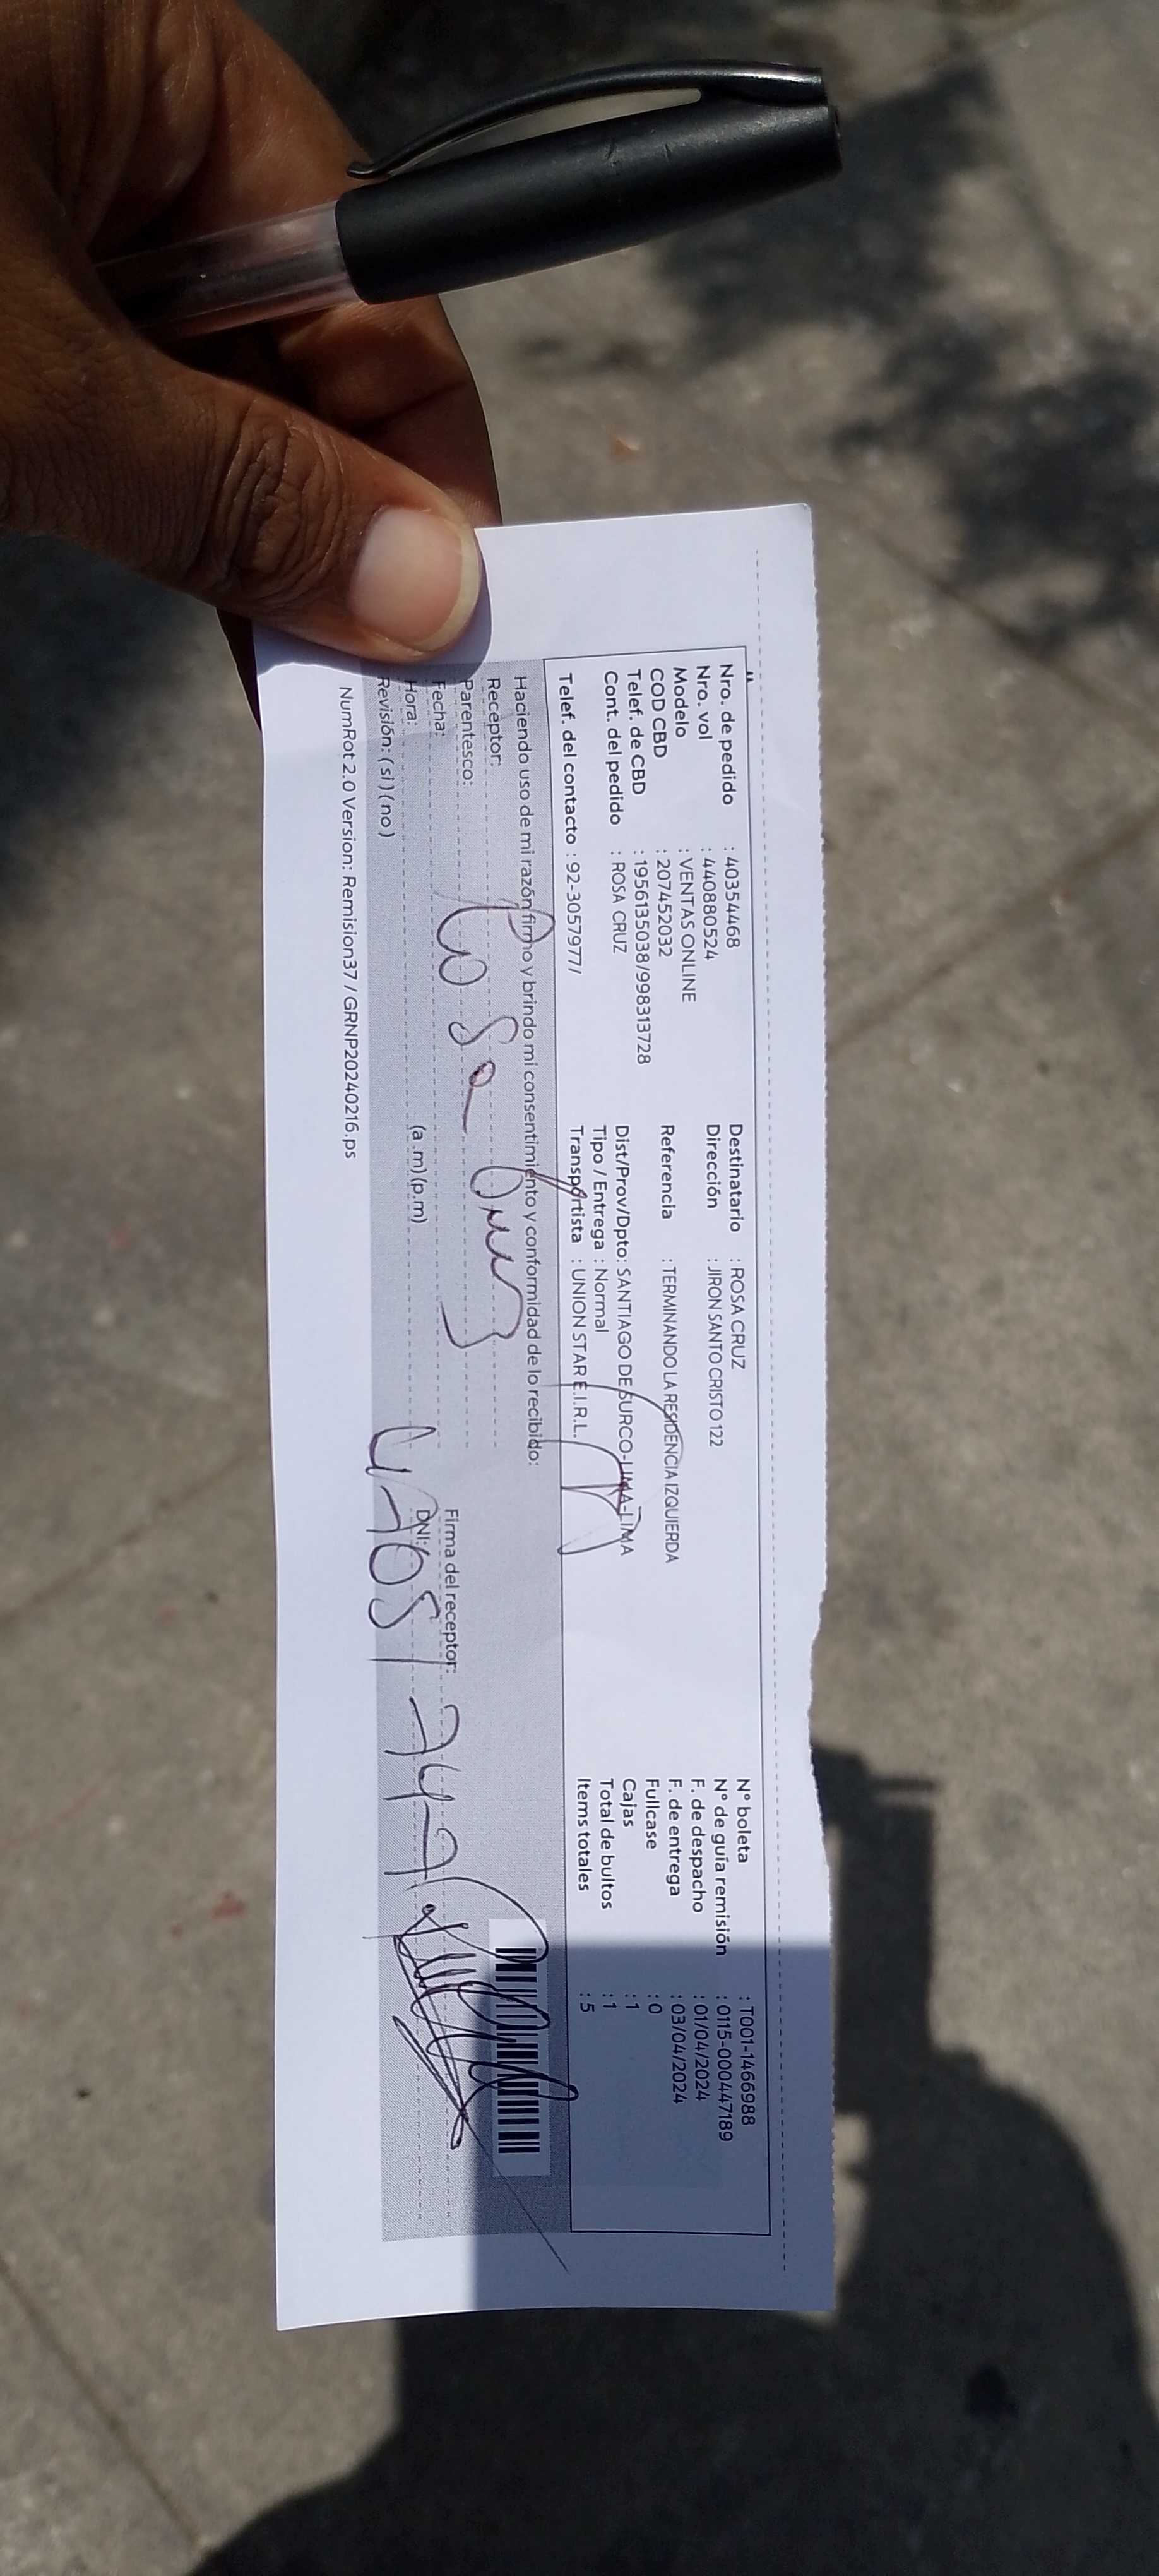 Nro. de pedido : 40354468
Nro. vol : 440880524
Modelo : VENTAS ONLINE
COD CBD : 207452032
Telef. de CBD : 1956135038/998313728
Cont. del pedido : ROSA CRUZ
Telef. del contacto : 92-3057977/
Destinatario : ROSA CRUZ
Dirección : JIRON SANTO CRISTO 122
Referencia : TERMINANDO LA RESIDENCIA IZQUIERDA
Dist/Prov/Dpto: SANTIAGO DE SURCO-LIMA-LIMA
Tipo / Entrega : Normal
Transportista : UNION STAR E.I.R.L.
N° boleta : T001-1466988
N° de guía remisión : 0115-000447189
F. de despacho : 01/04/2024
F. de entrega : 03/04/2024
Fullcase : 0
Cajas : 1
Total de bultos : 1
Items totales : 5
Haciendo uso de mi razón firmo y brindo mi consentimiento y conformidad de lo recibido:
Receptor: Rosa Cruz
Parentesco:
Fecha:
Hora: (a .m) (p.m)
Revisión: (si) (no)
Firma del receptor:
DNI:
NumRot 2.0 Version: Remision37 / GRNP20240216.ps